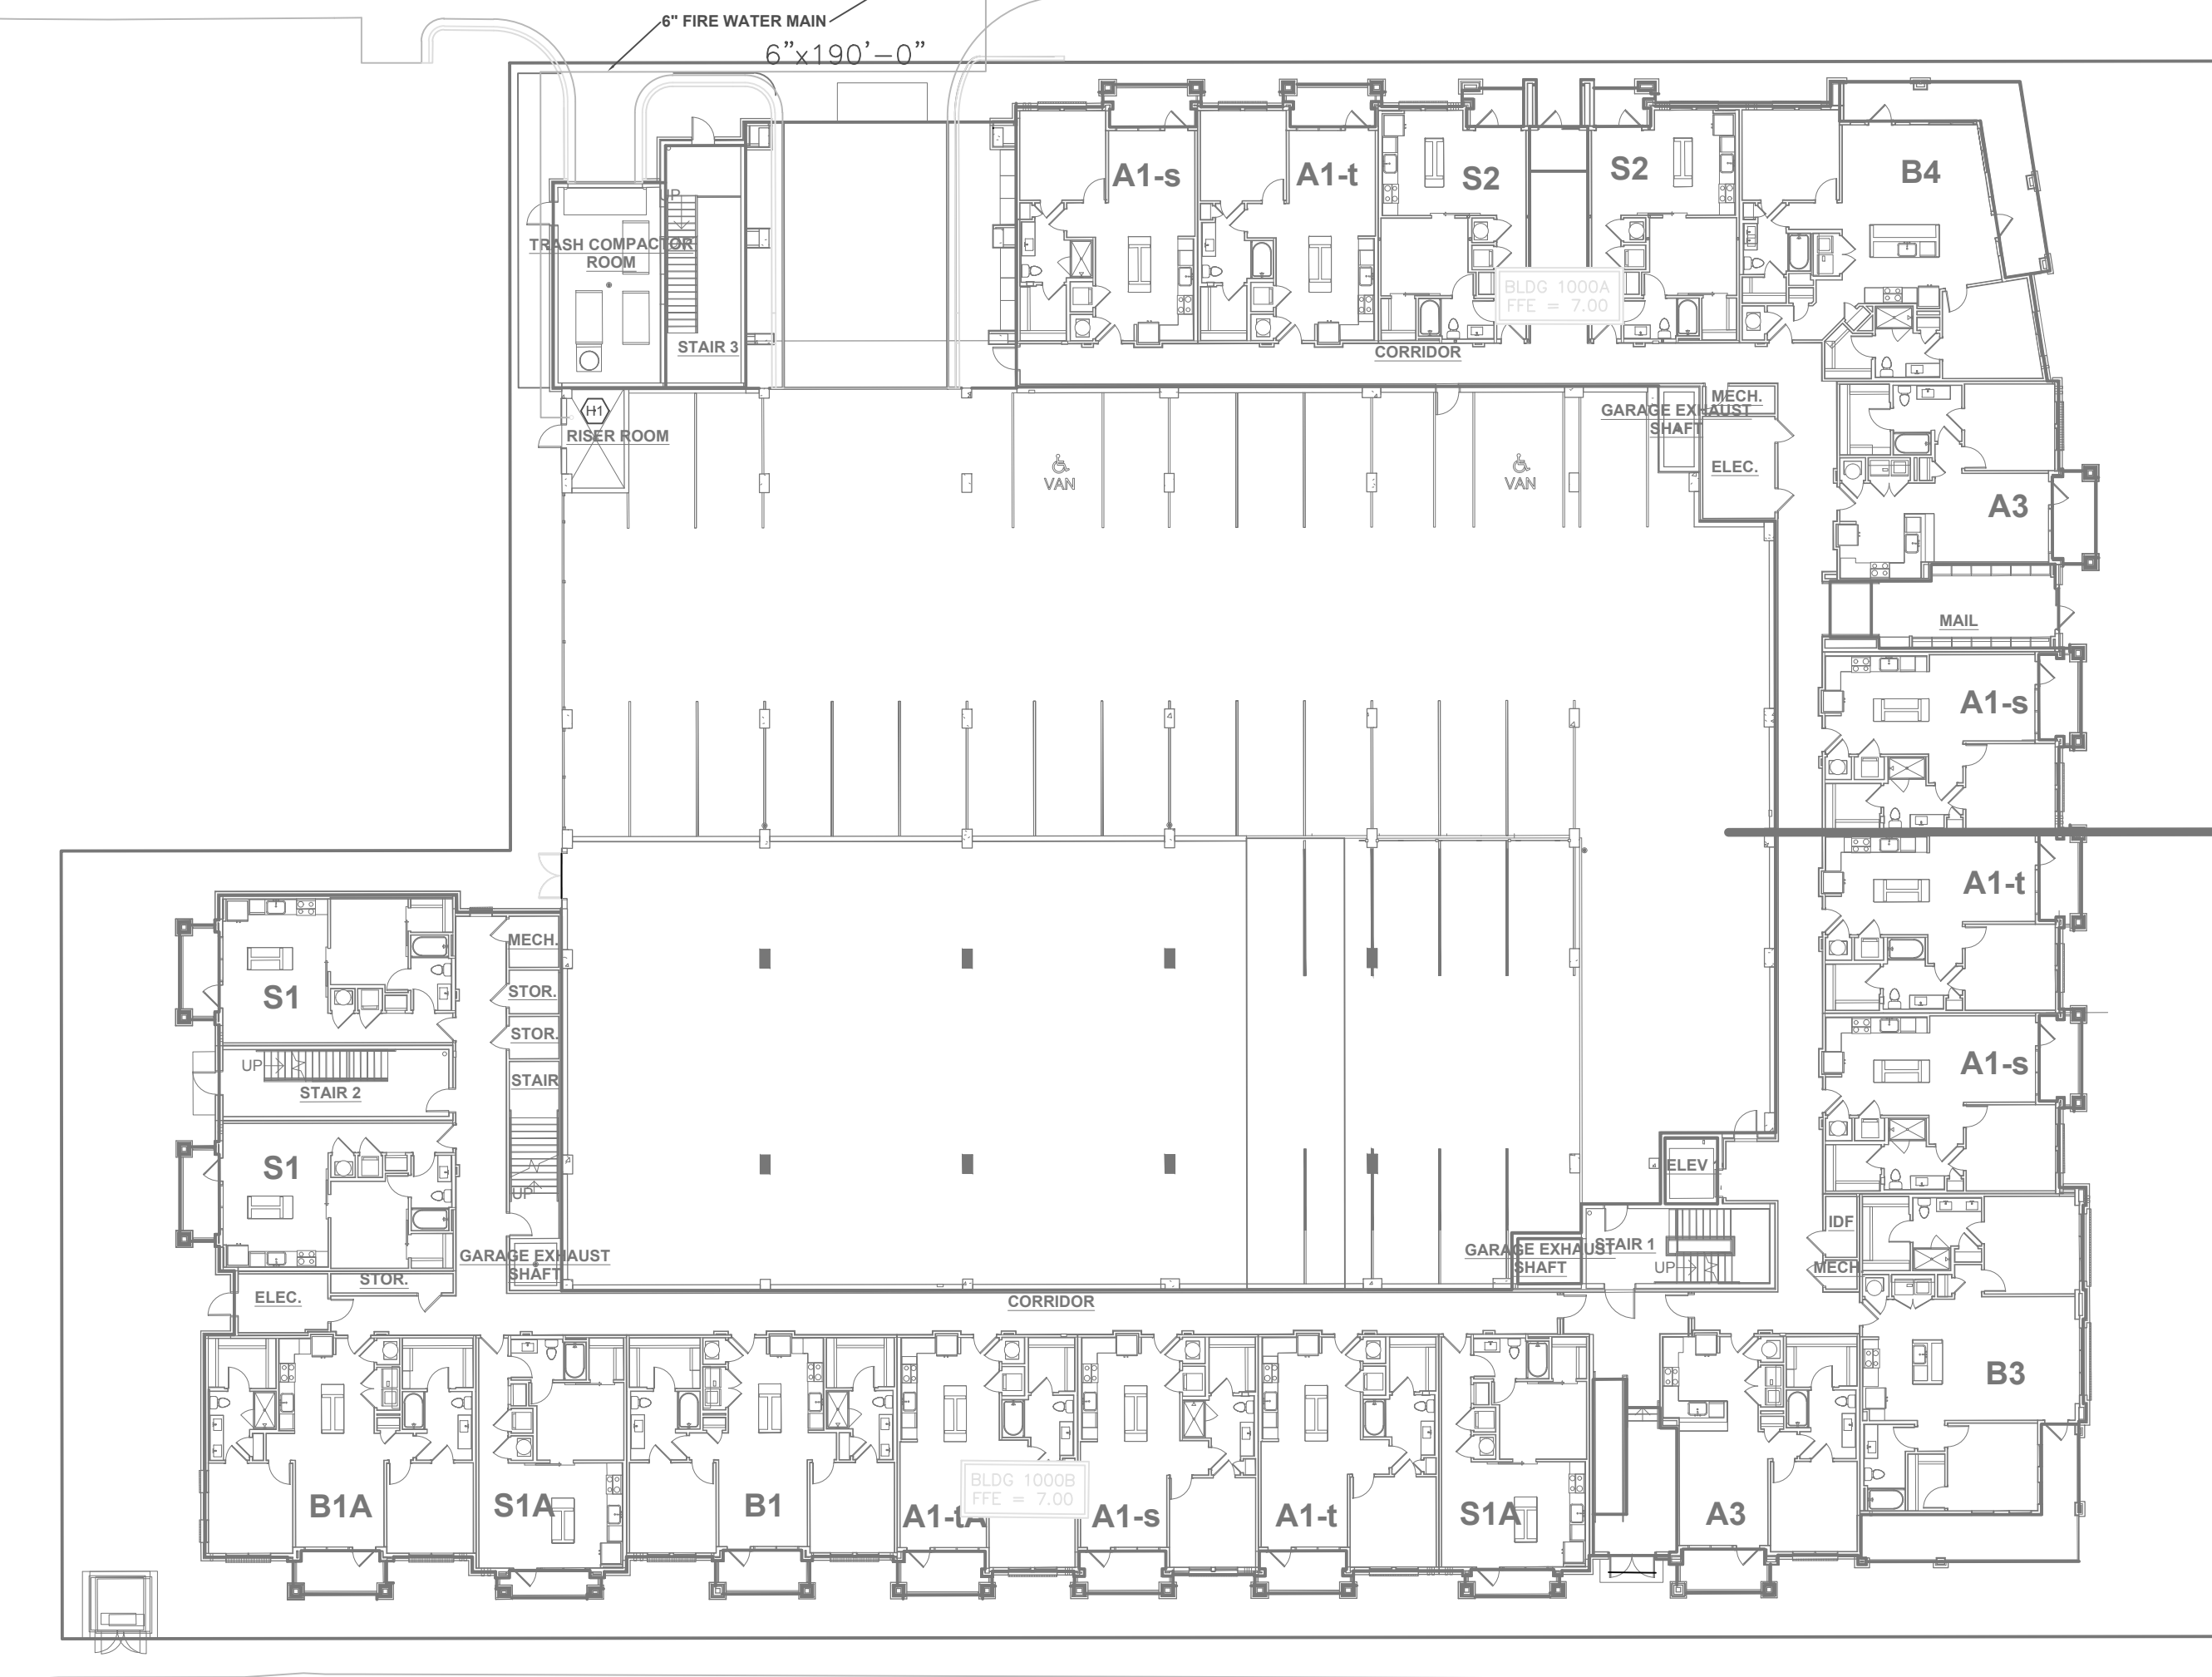 6" FIRE WATER MAIN
6"x190'-0"
A1-s
A1-t
S2
S2
B4
UP
TRASH COMPACTOR
ROOM
BLDG 1000A
FFE = 7.00
STAIR 3
CORRIDOR
MECH.
H1
GARAGE EXHAUST
SHAFT
RISER ROOM
ELEC.
VAN
VAN
A3
MAIL
A1-s
A1-t
MECH.
S1
STOR.
STOR.
UP
STAIR 2
STAIR
A1-s
S1
ELEV
UP
IDF
GARAGE EXHAUST
SHAFT
GARAGE EXHAUST
SHAFT
STAIR 1
UP
MECH
STOR.
ELEC.
CORRIDOR
B3
BLDG 1000B
FFE = 7.00
B1A
S1A
B1
A1-tA
A1-s
A1-t
S1A
A3